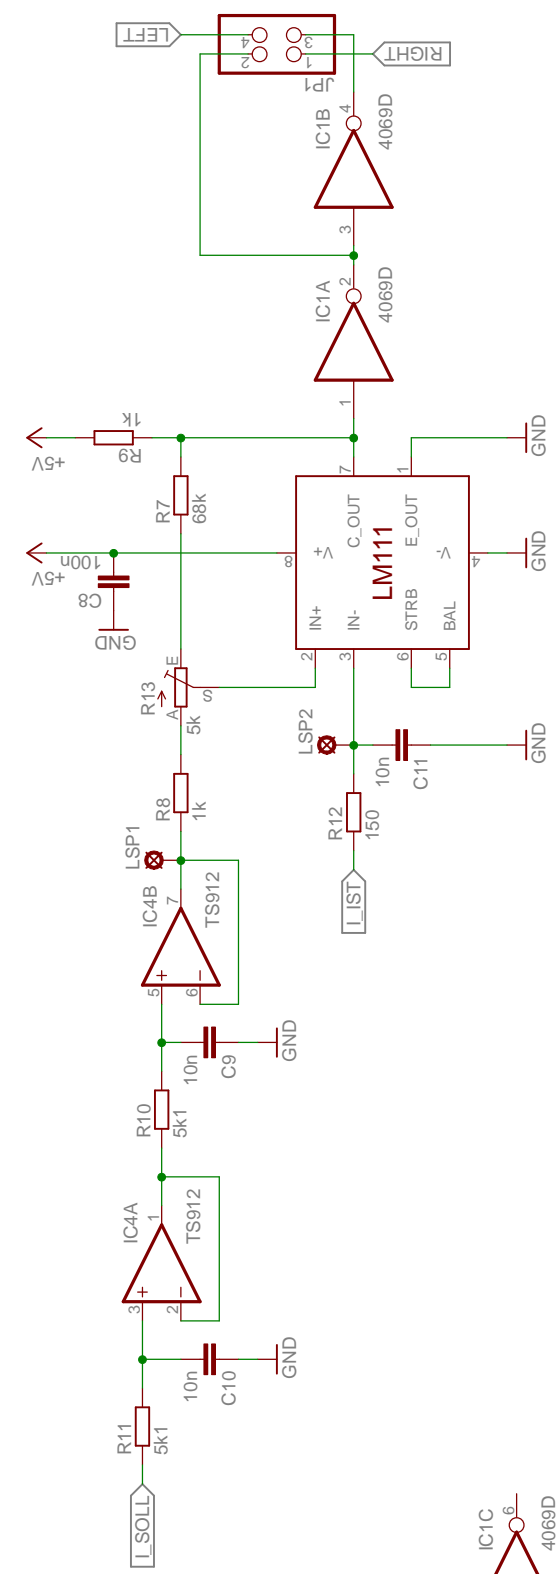 LEFT
4
2
3
1
JP1
RIGHT
IC1B
4
3
4069D
IC1A
2
1
4069D
+5V
R9
1k
R7
68k
+5V
100n
C8
GND
R13
A
E
S
5k
LM111
8
V+
7
C_OUT
1
E_OUT
4
V-
2
IN+
3
IN-
6
STRB
5
BAL
GND
GND
LSP2
10n
C11
GND
R12
150
I_IST
R8
1k
LSP1
IC4B
7
5
+
6
-
TS912
10n
C9
GND
R10
5k1
IC4A
1
3
+
2
-
TS912
10n
C10
GND
R11
5k1
I_SOLL
IC1C
6
4069D